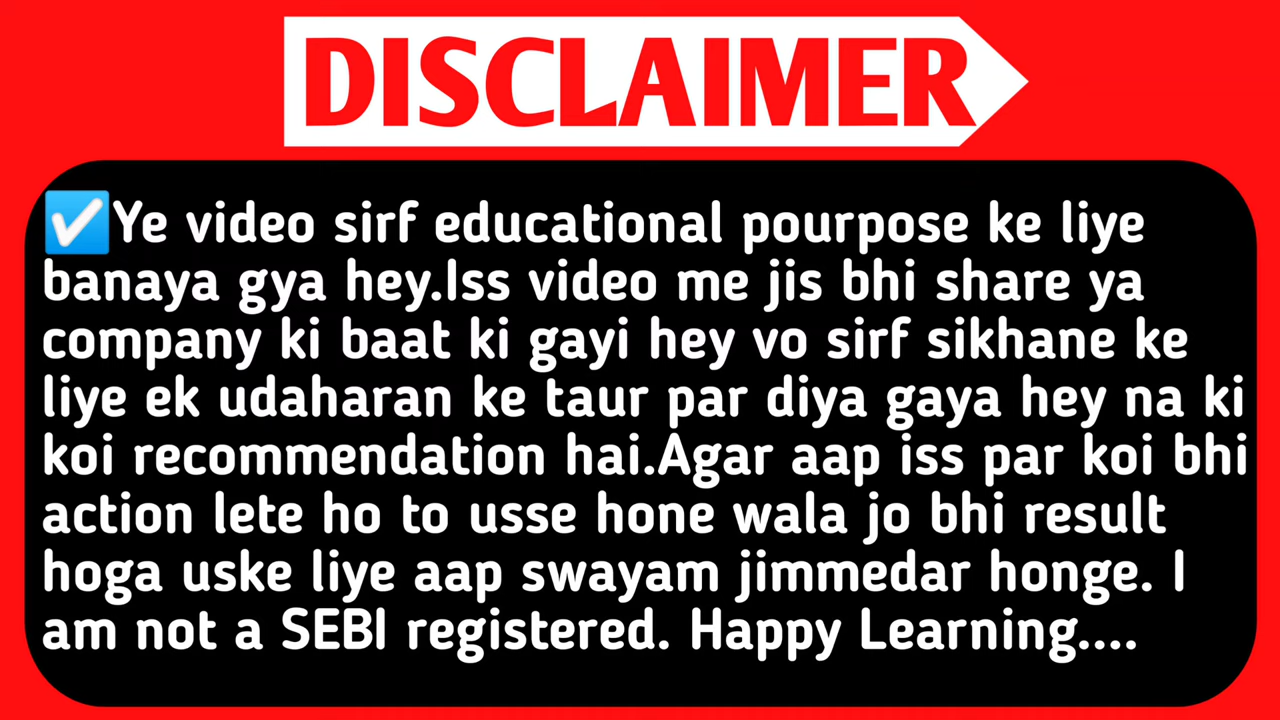 DISCLAIMER
✅Ye video sirf educational pourpose ke liye
banaya gya hey.Iss video me jis bhi share ya
company ki baat ki gayi hey vo sirf sikhane ke
liye ek udaharan ke taur par diya gaya hey na ki
koi recommendation hai.Agar aap iss par koi bhi
action lete ho to usse hone wala jo bhi result
hoga uske liye aap swayam jimmedar honge. I
am not a SEBI registered. Happy Learning....